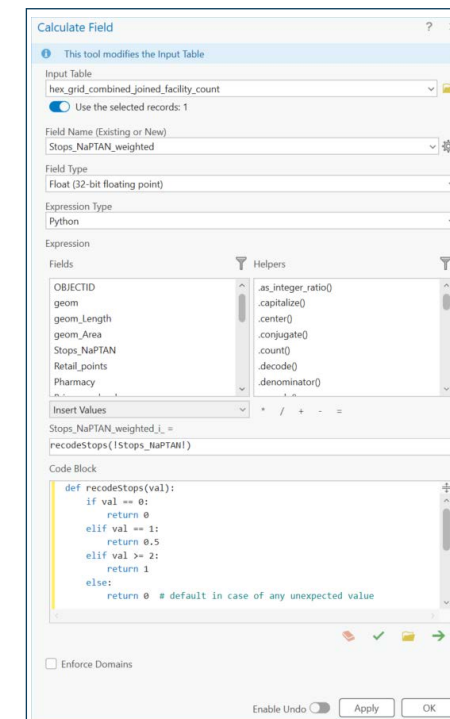 Calculate Field ?
This tool modifies the Input Table
Input Table
hex_grid_combined_joined_facility_count
Use the selected records: 1
Field Name (Existing or New)
Stops_NaPTAN_weighted
Field Type
Float (32-bit floating point)
Expression Type
Python
Expression
Fields Helpers
OBJECTID .as_integer_ratio()
geom .capitalize()
geom_Length .center()
geom_Area .conjugate()
Stops_NaPTAN .count()
Retail_points .decode()
Pharmacy .denominator()
Insert Values * / + - =
Stops_NaPTAN_weighted_i_ =
recodeStops(!Stops_NaPTAN!)
Code Block
def recodeStops(val):
if val == 0:
return 0
elif val == 1:
return 0.5
elif val >= 2:
return 1
else:
return 0 # default in case of any unexpected value
Enforce Domains
Enable Undo Apply OK